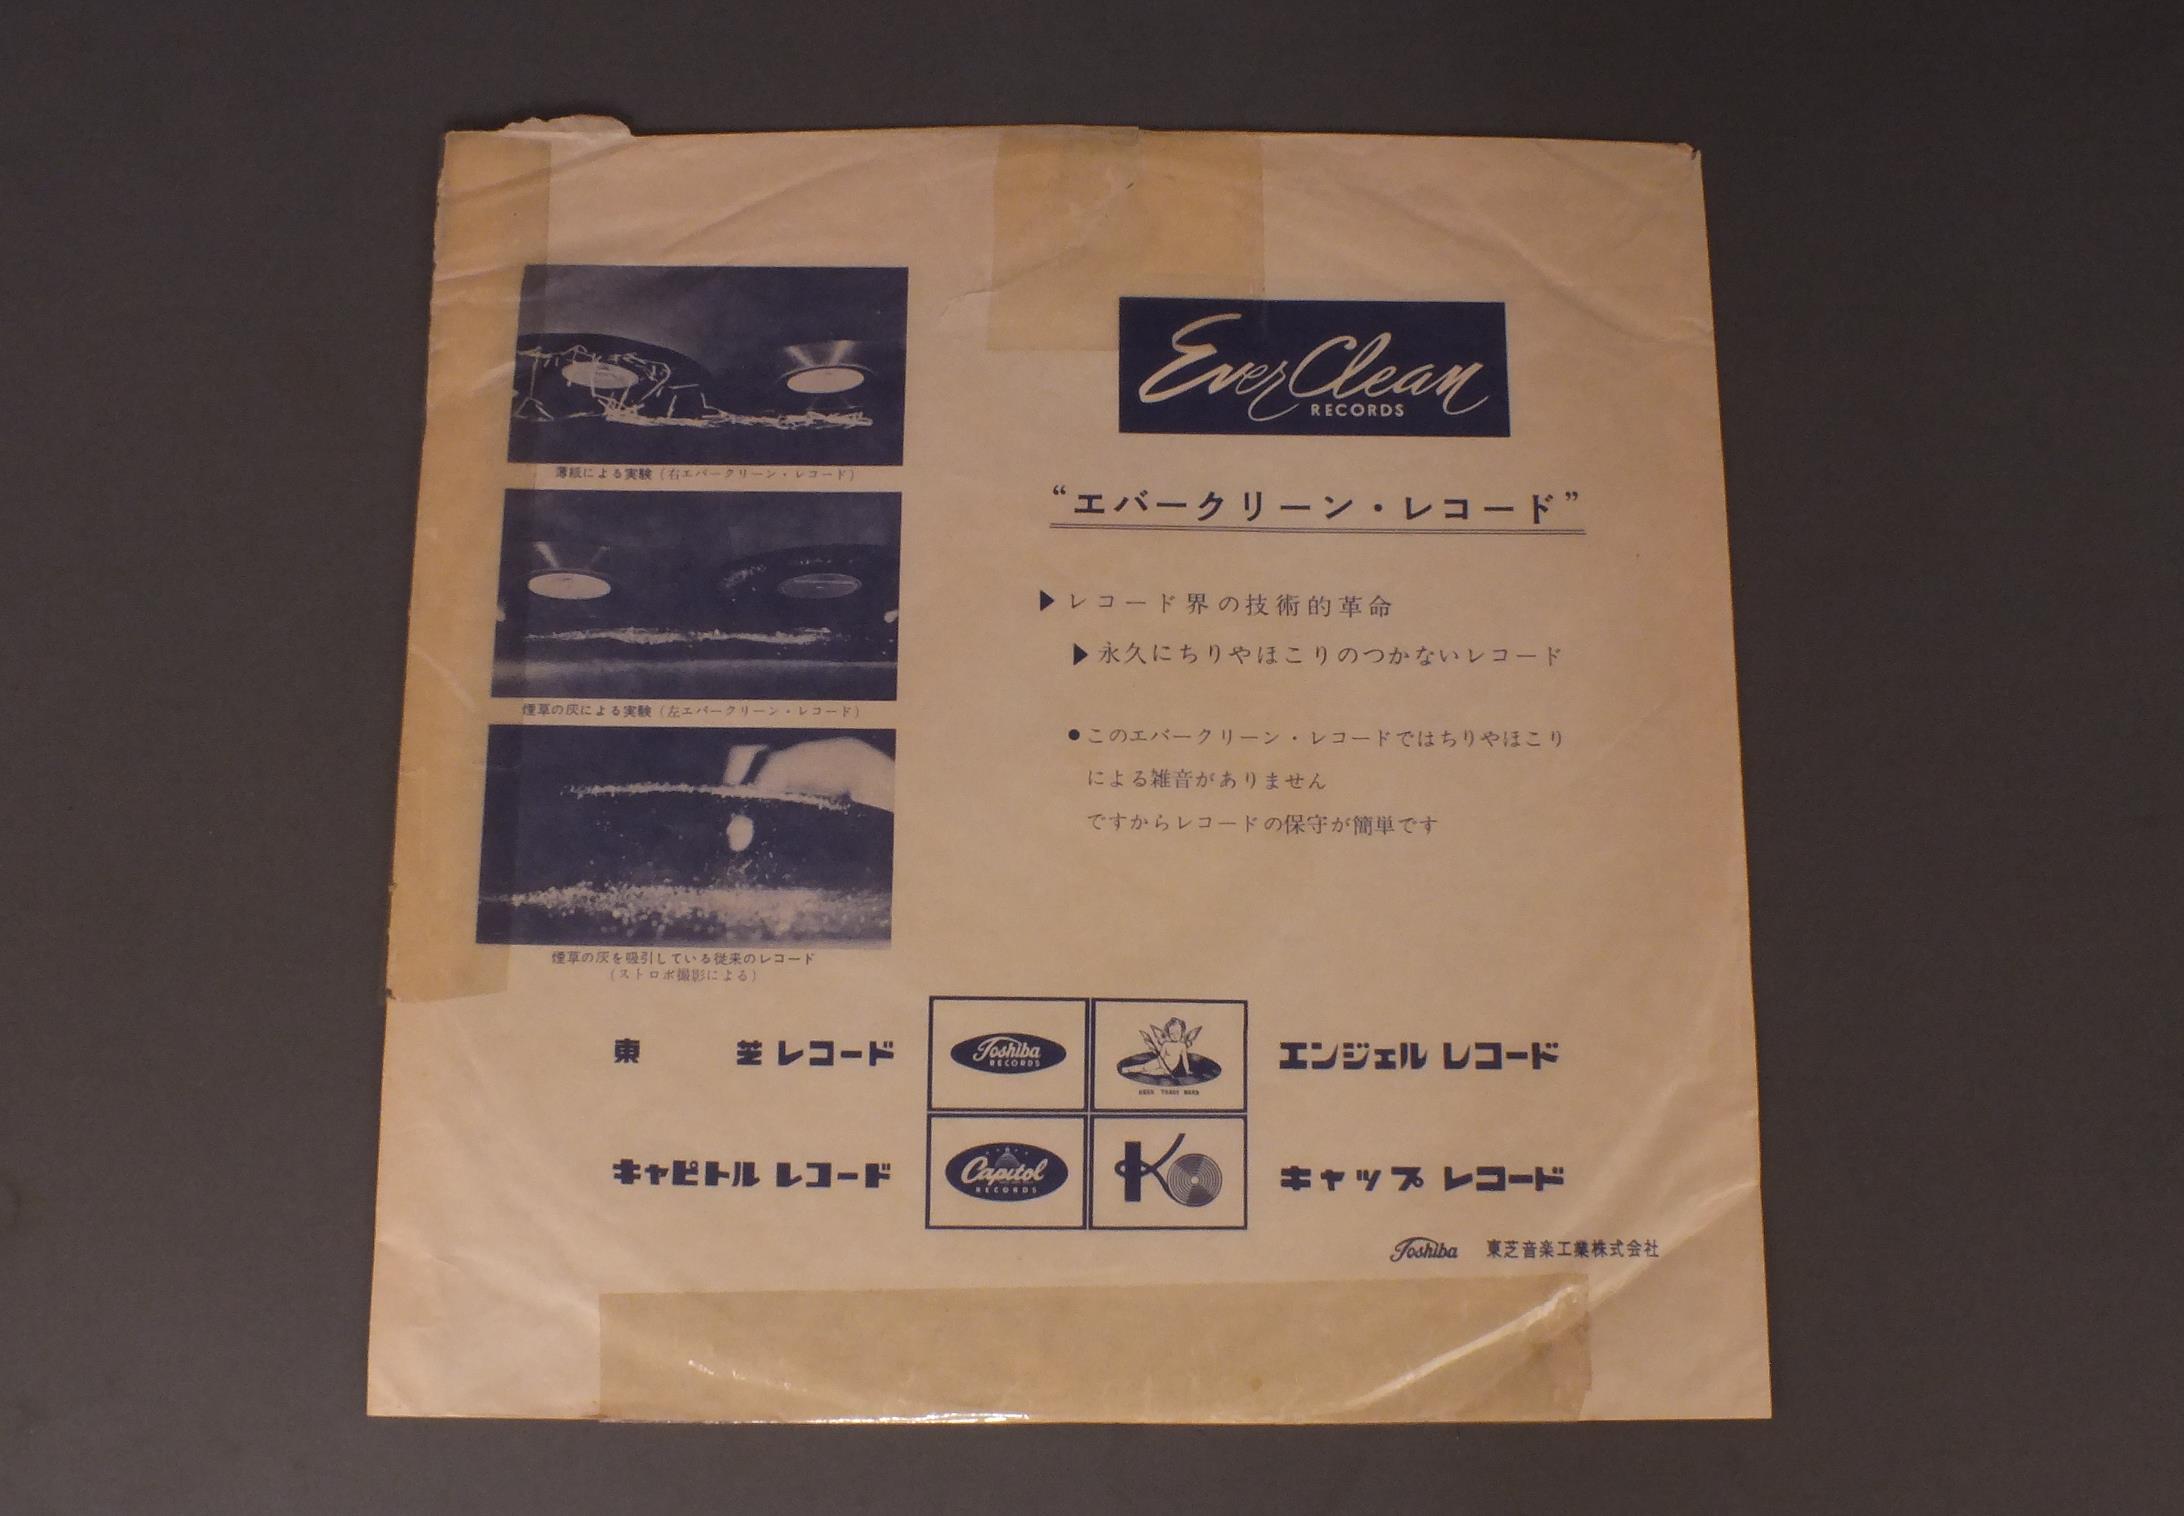 薄紙による実験（右エバークリーン・レコード）
煙草の灰による実験（左エバークリーン・レコード）
煙草の灰を吸引している従来のレコード
（ストロボ撮影による）
Ever Clean
RECORDS
“エバークリーン・レコード”
▶レコード界の技術的革命
▶永久にちりやほこりのつかないレコード
●このエバークリーン・レコードではちりやほこり
による雑音がありません
ですからレコードの保守が簡単です
東芝レコード
Toshiba
RECORDS
TRADE MARK
エンジェル レコード
キャピトル レコード
Capitol
RECORDS
K
キャップ レコード
Toshiba 東芝音楽工業株式会社